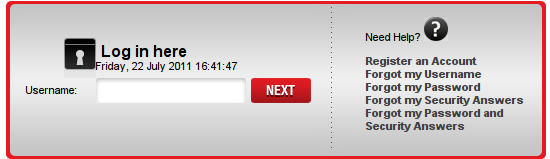 Log in here
Friday, 22 July 2011 16:41:47
Username:
NEXT
Need Help? ?
Register an Account
Forgot my Username
Forgot my Password
Forgot my Security Answers
Forgot my Password and
Security Answers